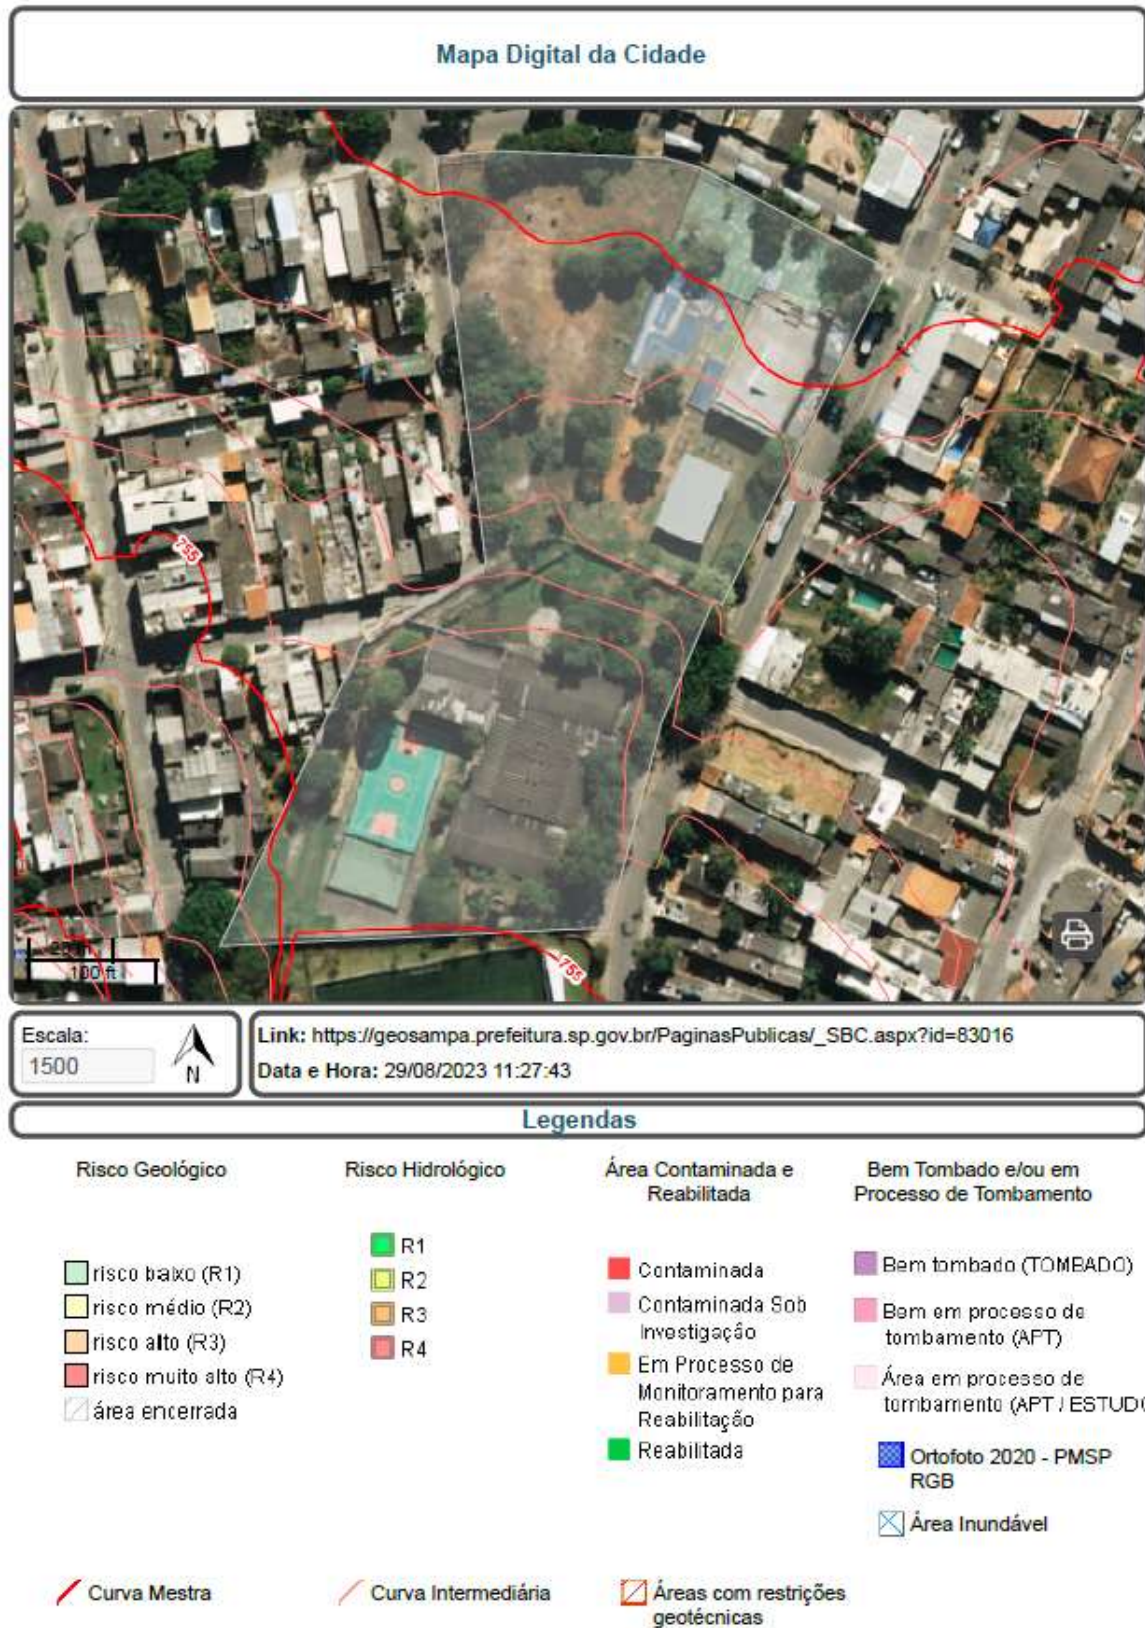 Mapa Digital da Cidade
755
755
100 ft
Escala:
1500
N
Link: https://geosampa.prefeitura.sp.gov.br/PaginasPublicas/_SBC.aspx?id=83016
Data e Hora: 29/08/2023 11:27:43
Legendas
Risco Geológico
risco baixo (R1)
risco médio (R2)
risco alto (R3)
risco muito alto (R4)
área encerrada
Risco Hidrológico
R1
R2
R3
R4
Área Contaminada e
Reabilitada
Contaminada
Contaminada Sob
Investigação
Em Processo de
Monitoramento para
Reabilitação
Reabilitada
Bem Tombado e/ou em
Processo de Tombamento
Bem tombado (TOMBADO)
Bem em processo de
tombamento (APT)
Área em processo de
tombamento (APT / ESTUD
Ortofoto 2020 - PMSP
RGB
Área Inundável
Curva Mestra
Curva Intermediária
Áreas com restrições
geotécnicas